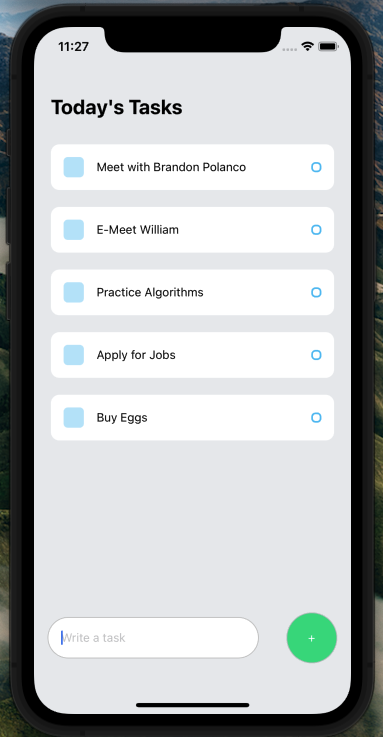 11:27
Today's Tasks
Meet with Brandon Polanco
E-Meet William
Practice Algorithms
Apply for Jobs
Buy Eggs
Write a task
+